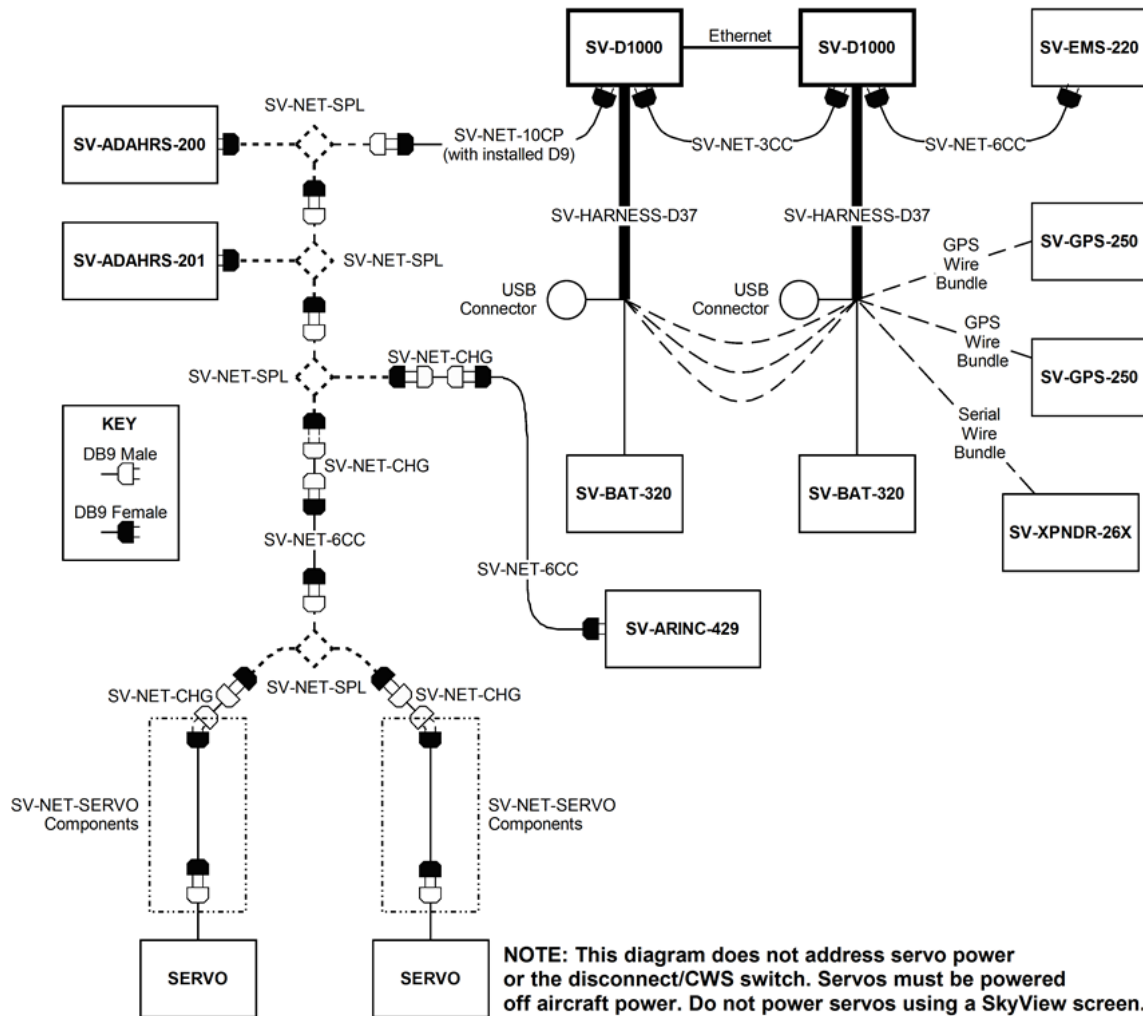 SV-D1000
Ethernet
SV-D1000
SV-EMS-220
SV-NET-SPL
SV-ADAHRS-200
SV-NET-10CP
(with installed D9)
SV-NET-3CC
SV-NET-6CC
SV-HARNESS-D37
SV-HARNESS-D37
SV-ADAHRS-201
SV-NET-SPL
GPS
Wire
Bundle
SV-GPS-250
USB
Connector
USB
Connector
GPS
Wire
Bundle
SV-GPS-250
SV-NET-CHG
SV-NET-SPL
KEY
DB9 Male
DB9 Female
SV-NET-CHG
Serial
Wire
Bundle
SV-BAT-320
SV-BAT-320
SV-XPNDR-26X
SV-NET-6CC
SV-NET-6CC
SV-ARINC-429
SV-NET-CHG
SV-NET-SPL
SV-NET-CHG
SV-NET-SERVO
Components
SV-NET-SERVO
Components
SERVO
SERVO
NOTE: This diagram does not address servo power
or the disconnect/CWS switch. Servos must be powered
off aircraft power. Do not power servos using a SkyView screen.